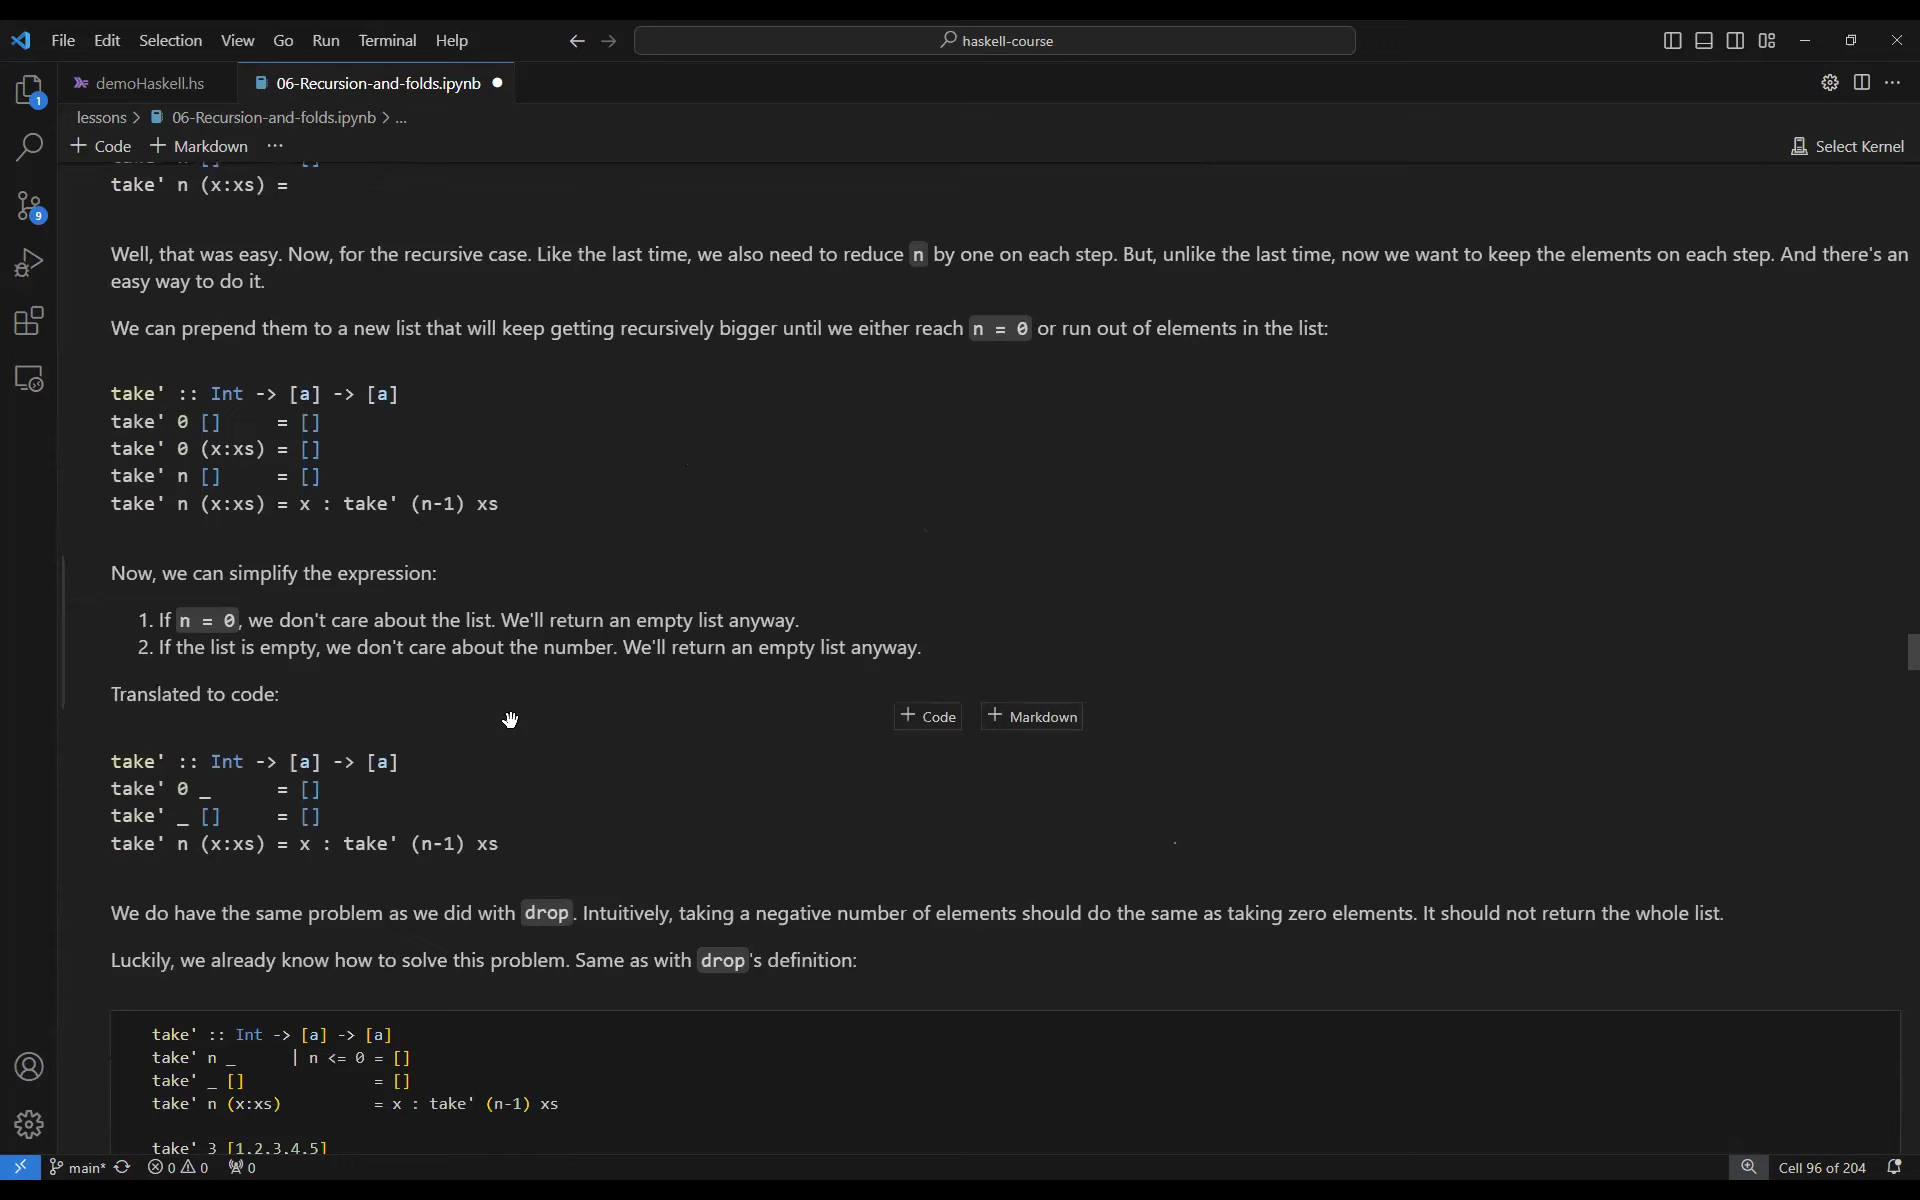 File Edit Selection View Go Run Terminal Help
haskell-course
demoHaskell.hs
06-Recursion-and-folds.ipynb
lessons > 06-Recursion-and-folds.ipynb > ...
+ Code + Markdown ...
Select Kernel
take' n (x:xs) =
Well, that was easy. Now, for the recursive case. Like the last time, we also need to reduce n by one on each step. But, unlike the last time, now we want to keep the elements on each step. And there's an
easy way to do it.
We can prepend them to a new list that will keep getting recursively bigger until we either reach n = 0 or run out of elements in the list:
take' :: Int -> [a] -> [a]
take' 0 []     = []
take' 0 (x:xs) = []
take' n []     = []
take' n (x:xs) = x : take' (n-1) xs
Now, we can simplify the expression:
1. If n = 0, we don't care about the list. We'll return an empty list anyway.
2. If the list is empty, we don't care about the number. We'll return an empty list anyway.
Translated to code:
+ Code + Markdown
take' :: Int -> [a] -> [a]
take' 0 _      = []
take' _ []     = []
take' n (x:xs) = x : take' (n-1) xs
We do have the same problem as we did with drop. Intuitively, taking a negative number of elements should do the same as taking zero elements. It should not return the whole list.
Luckily, we already know how to solve this problem. Same as with drop's definition:
take' :: Int -> [a] -> [a]
take' n _      | n <= 0 = []
take' _ []              = []
take' n (x:xs)          = x : take' (n-1) xs
take' 3 [1,2,3,4,5]
1
9
main* 0 0 0
Cell 96 of 204